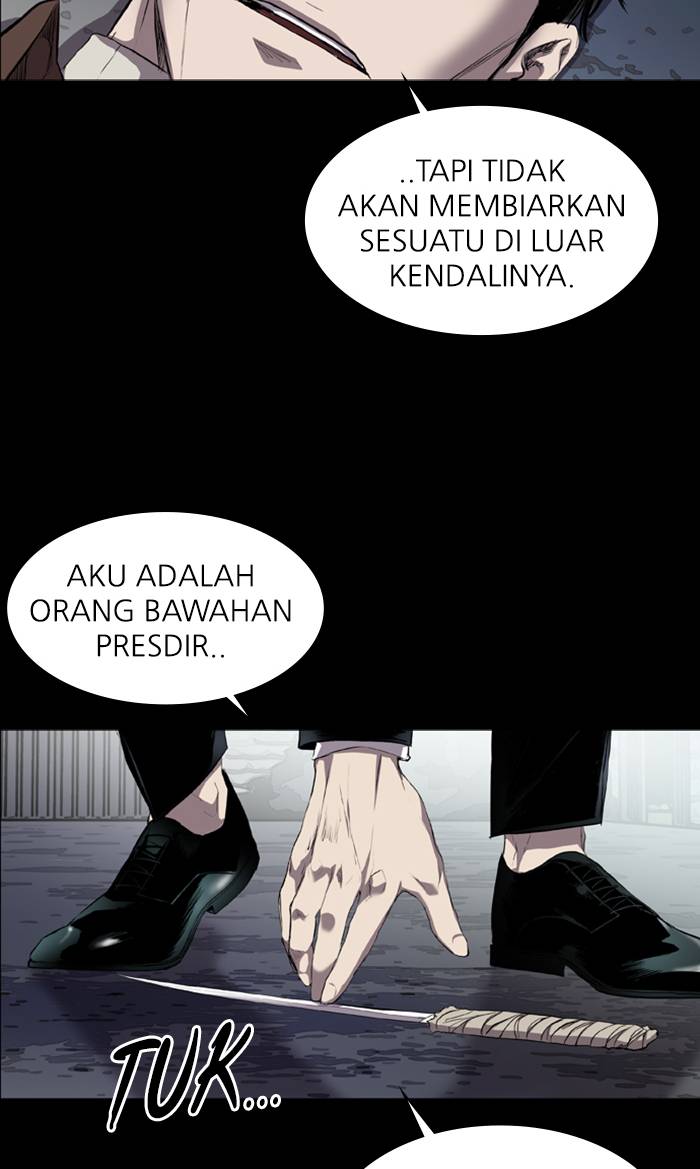 ..TAPI TIDAK
AKAN MEMBIARKAN
SESUATU DI LUAR
KENDALINYA.
AKU ADALAH
ORANG BAWAHAN
PRESDIR..
TUK...